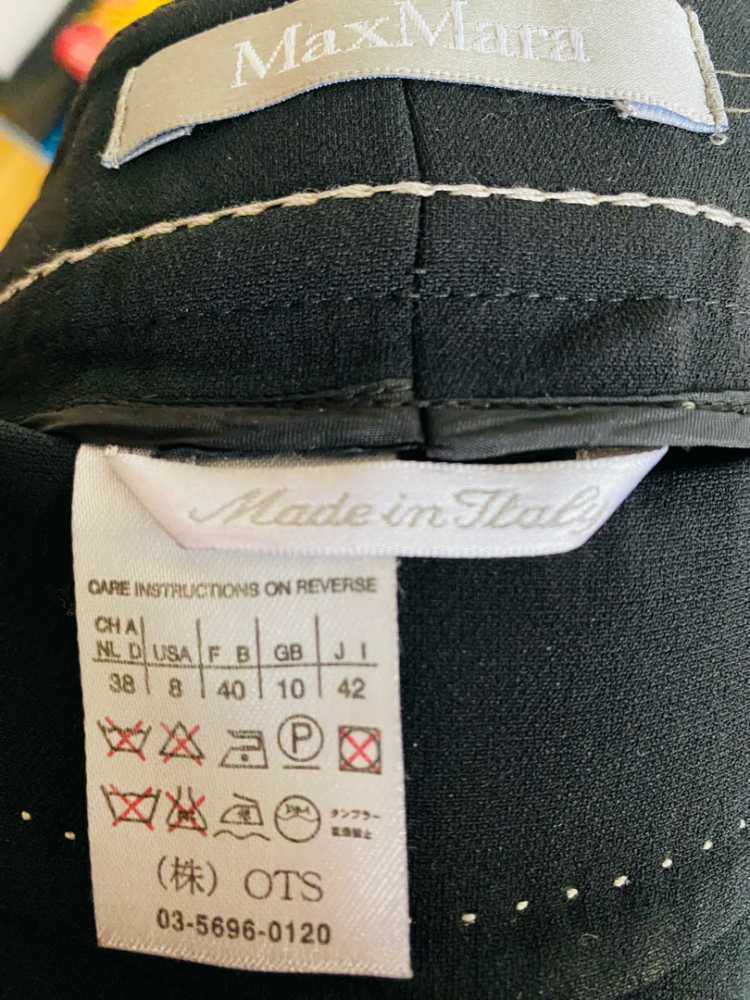 MaxMara
Made in Italy
CARE INSTRUCTIONS ON REVERSE
CH A
NL D USA F B GB J I
38 8 40 10 42
P
タンブラー
乾燥禁止
(株) OTS
03-5696-0120